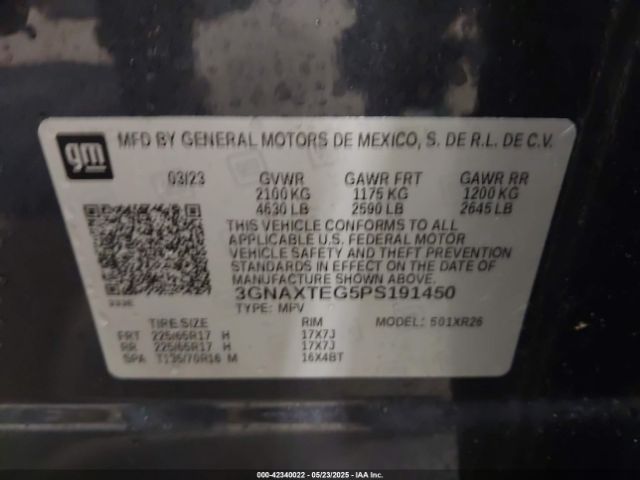 gm MFD BY GENERAL MOTORS DE MEXICO, S. DE R.L. DE C.V.
03/23 GVWR GAWR FRT GAWR RR
2100 KG 1175 KG 1200 KG
4630 LB 2590 LB 2645 LB
THIS VEHICLE CONFORMS TO ALL
APPLICABLE U.S. FEDERAL MOTOR
VEHICLE SAFETY AND THEFT PREVENTION
STANDARDS IN EFFECT ON THE DATE OF
MANUFACTURE SHOWN ABOVE.
3GNAXTEG5PS191450
TYPE: MPV MODEL: 501XR26
TIRE SIZE RIM
FRT 225/65R17 H 17X7J
RR 225/65R17 H 17X7J
SPA T135/70R16 M 16X4BT
000-42340022 — 05/23/2025 — IAA Inc.